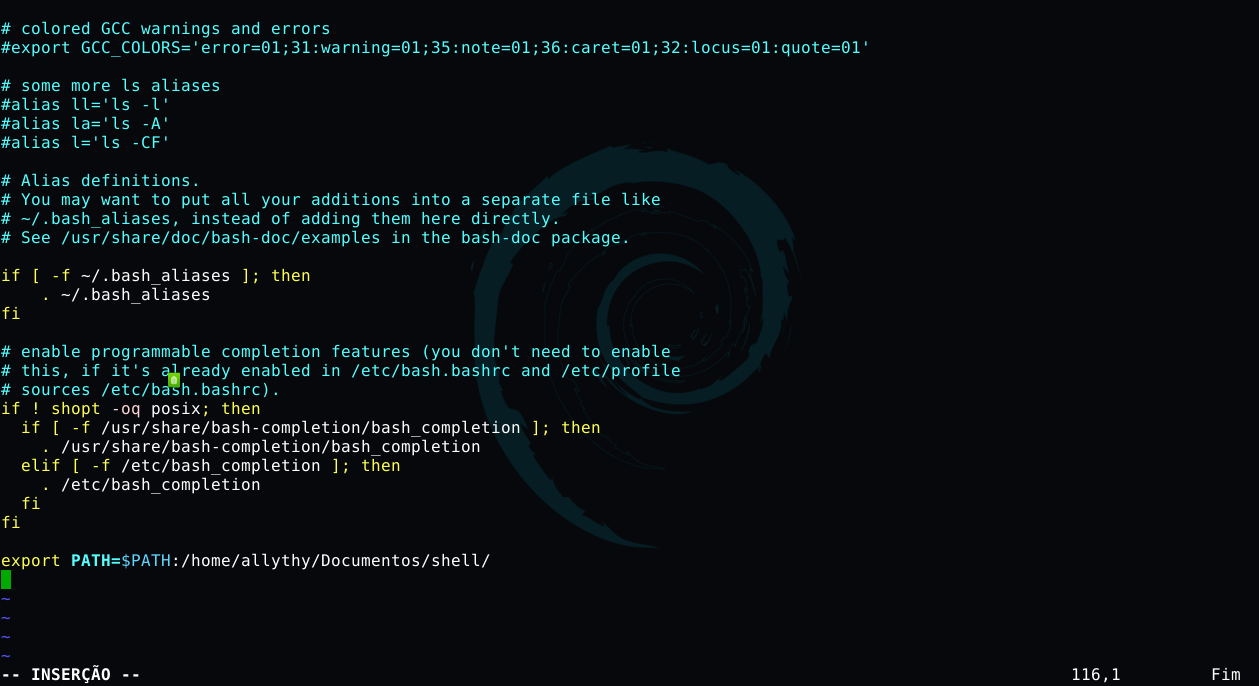 # colored GCC warnings and errors
#export GCC_COLORS='error=01;31:warning=01;35:note=01;36:caret=01;32:locus=01:quote=01'
# some more ls aliases
#alias ll='ls -l'
#alias la='ls -A'
#alias l='ls -CF'
# Alias definitions.
# You may want to put all your additions into a separate file like
# ~/.bash_aliases, instead of adding them here directly.
# See /usr/share/doc/bash-doc/examples in the bash-doc package.
if [ -f ~/.bash_aliases ]; then
    . ~/.bash_aliases
fi
# enable programmable completion features (you don't need to enable
# this, if it's already enabled in /etc/bash.bashrc and /etc/profile
# sources /etc/bash.bashrc).
if ! shopt -oq posix; then
  if [ -f /usr/share/bash-completion/bash_completion ]; then
    . /usr/share/bash-completion/bash_completion
  elif [ -f /etc/bash_completion ]; then
    . /etc/bash_completion
  fi
fi
export PATH=$PATH:/home/allythy/Documentos/shell/
~
~
~
~
-- INSERÇÃO -- 116,1 Fim